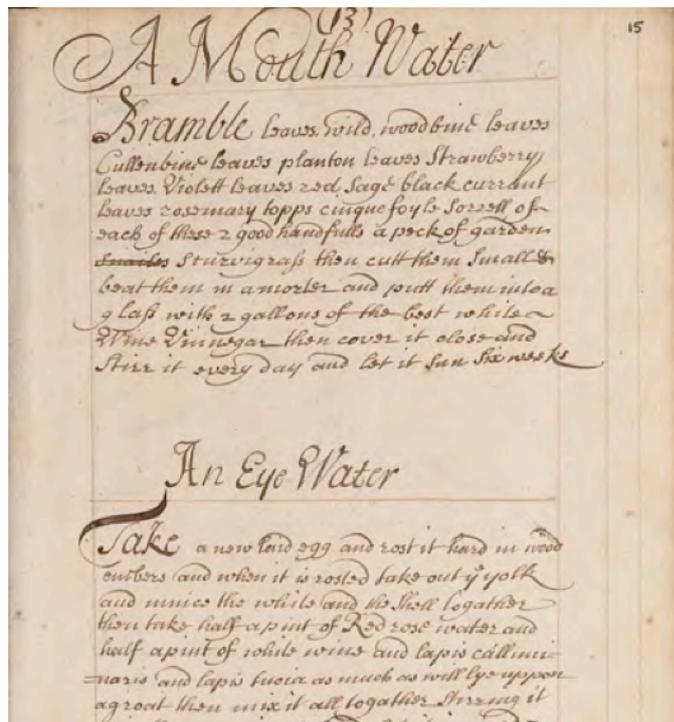 (13)
15
A Mouth Water
Bramble leaves wild, woodbine leaves
Cullenbine leaves planton leaves Strawberry
leaves Violett leaves red Sage black currant
leaves rosemary topps cinquefoyle Sorrell of
each of these 2 good handfulls a peck of garden
Snailes Scurvigrass then cutt them Small &
beat them in a morter and putt them into a
glass with 2 gallons of the best white
Wine Vinnegar then cover it close and
Stirr it every day and let it Sun Six weeks
An Eye Water
Take a new laid egg and rost it hard in wood
embers and when it is rosted take out yᵉ yolk
and mince the white and the Shell togather
then take half a pint of Red rose water and
half a pint of white wine and lapis callimi=
=naris and lapis tucia as much as will lye uppon
a groat then mix it all togather Stirring it